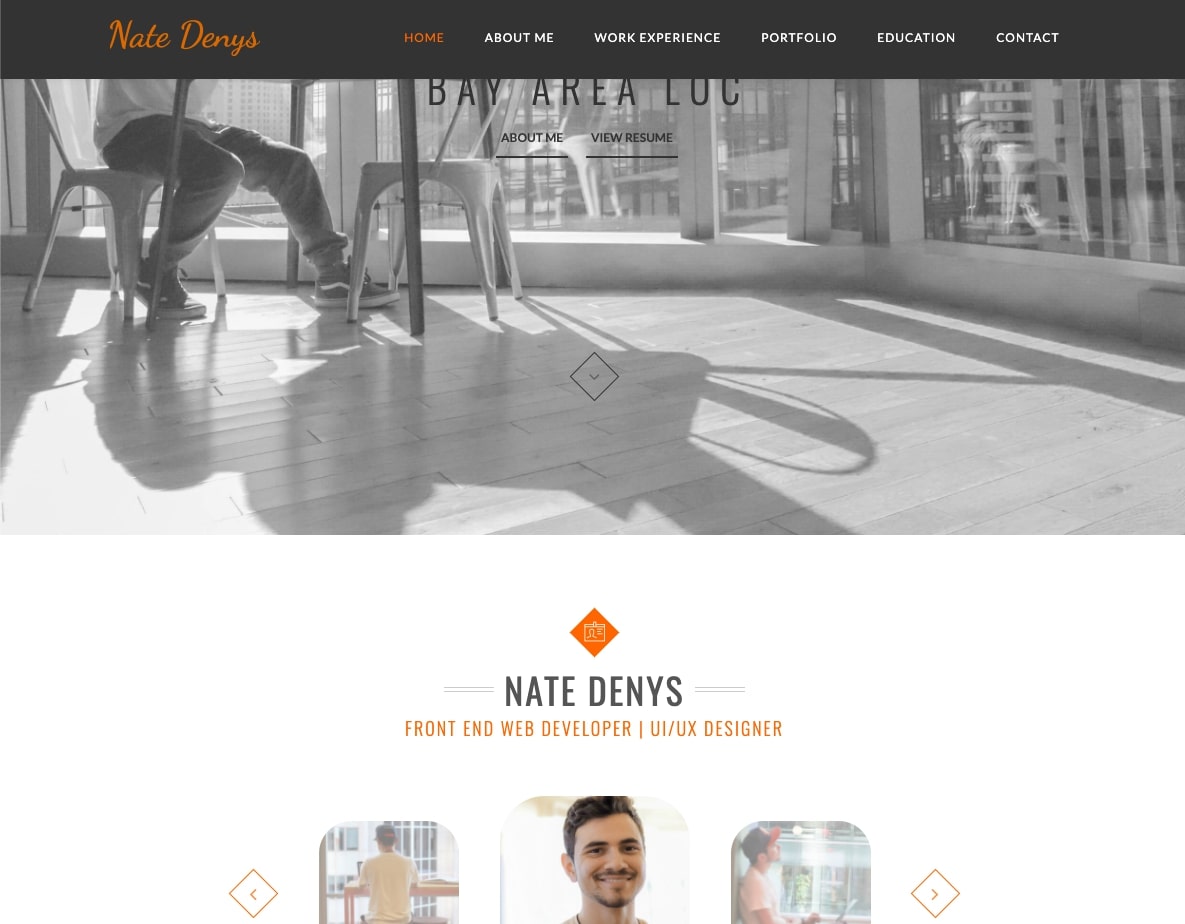 Nate Denys
HOME ABOUT ME WORK EXPERIENCE PORTFOLIO EDUCATION CONTACT
BAY AREA LOC
ABOUT ME VIEW RESUME
NATE DENYS
FRONT END WEB DEVELOPER | UI/UX DESIGNER